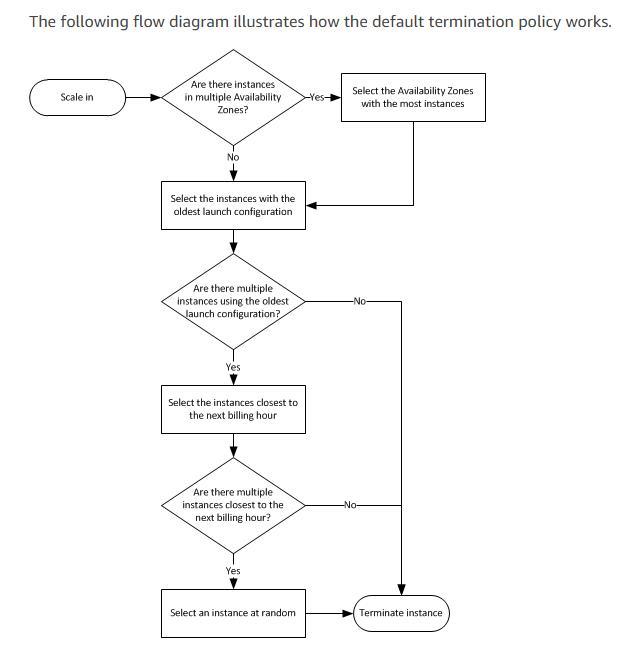 The following flow diagram illustrates how the default termination policy works.
Scale in
Are there instances
in multiple Availability
Zones?
Yes
Select the Availability Zones
with the most instances
No
Select the instances with the
oldest launch configuration
Are there multiple
instances using the oldest
launch configuration?
No
Yes
Select the instances closest to
the next billing hour
Are there multiple
instances closest to the
next billing hour?
No
Yes
Select an instance at random
Terminate instance